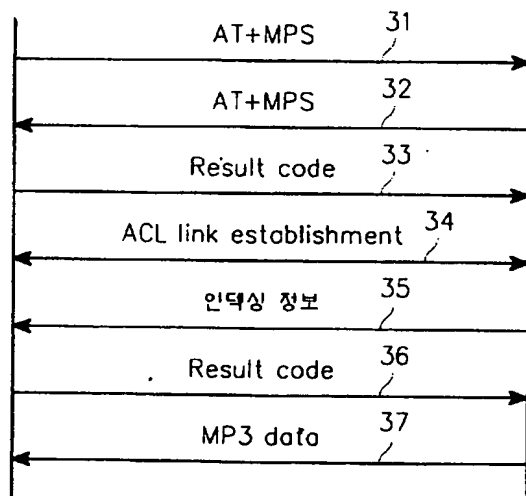 31
AT+MPS
32
AT+MPS
33
Result code
34
ACL link establishment
35
인덱싱 정보
36
Result code
37
MP3 data